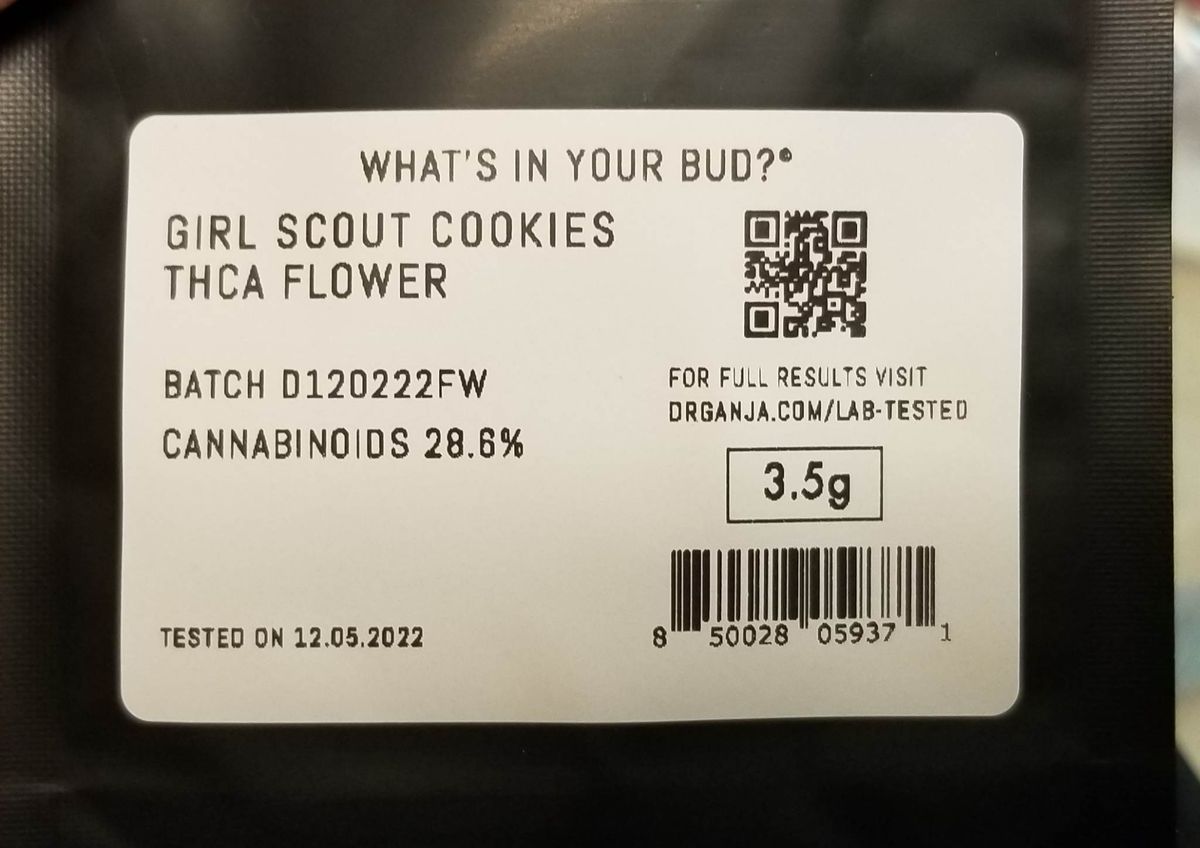 WHAT'S IN YOUR BUD?®
GIRL SCOUT COOKIES
THCA FLOWER
BATCH D120222FW
CANNABINOIDS 28.6%
FOR FULL RESULTS VISIT
DRGANJA.COM/LAB-TESTED
3.5g
TESTED ON 12.05.2022
8 50028 05937 1